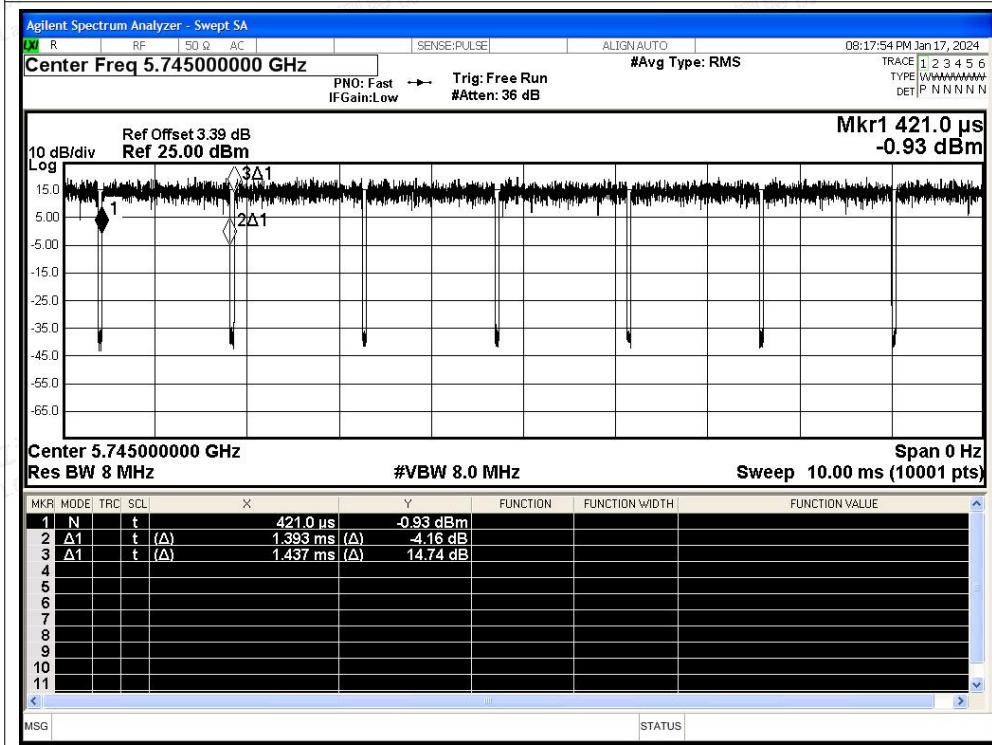 Agilent Spectrum Analyzer - Swept SA
LXI R RF 50 Ω AC SENSE:PULSE ALIGN AUTO 08:17:54 PM Jan 17, 2024
Center Freq 5.745000000 GHz #Avg Type: RMS TRACE 1 2 3 4 5 6
PNO: Fast Trig: Free Run TYPE
IFGain:Low #Atten: 36 dB DET P N N N N N
Mkr1 421.0 µs
Ref Offset 3.39 dB
10 dB/div Ref 25.00 dBm -0.93 dBm
Log
3Δ1
15.0
1
5.00
2Δ1
-5.00
-15.0
-25.0
-35.0
-45.0
-55.0
-65.0
Center 5.745000000 GHz Span 0 Hz
Res BW 8 MHz #VBW 8.0 MHz Sweep 10.00 ms (10001 pts)
MKR MODE TRC SCL X Y FUNCTION FUNCTION WIDTH FUNCTION VALUE
1 N t 421.0 µs -0.93 dBm
2 Δ1 t (Δ) 1.393 ms (Δ) -4.16 dB
3 Δ1 t (Δ) 1.437 ms (Δ) 14.74 dB
4
5
6
7
8
9
10
11
MSG STATUS